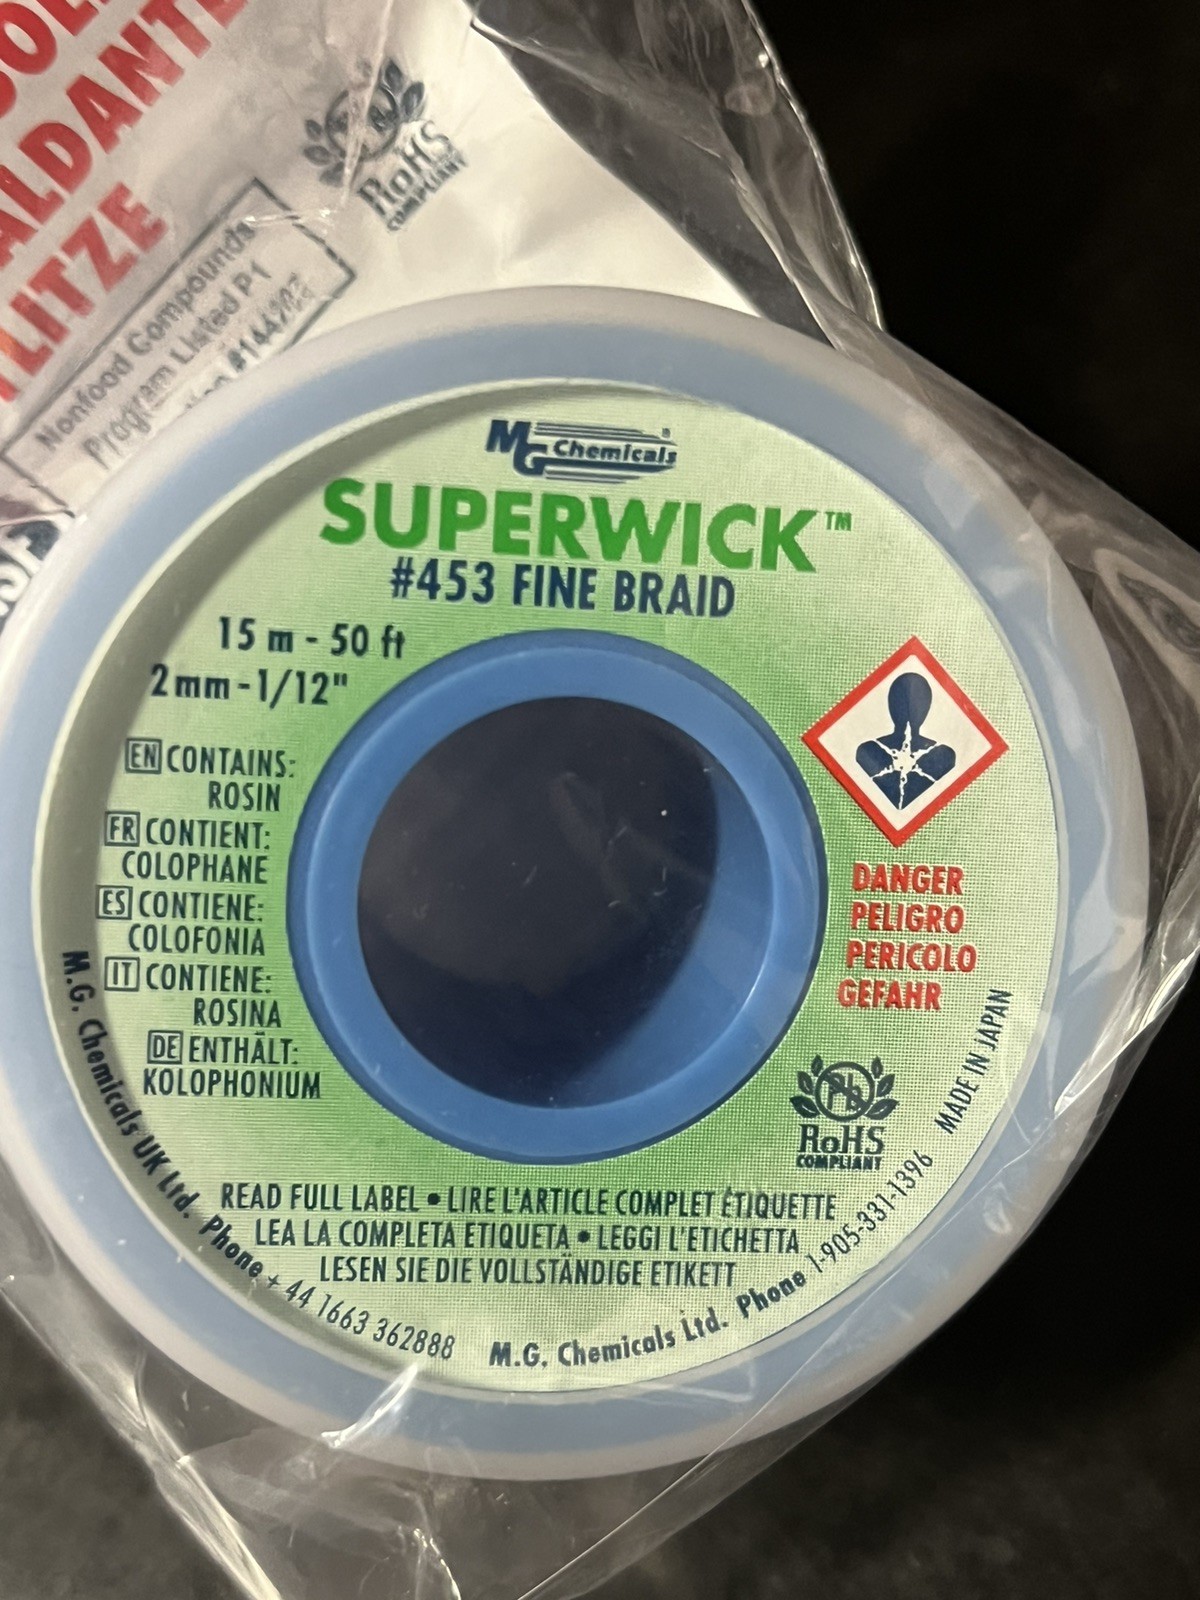 ALDANTE
LITZE
RoHS
COMPLIANT
Nonfood Compounds
Program Listed P1
MG Chemicals®
SUPERWICK™
#453 FINE BRAID
15 m - 50 ft
2mm - 1/12"
EN CONTAINS:
ROSIN
FR CONTIENT:
COLOPHANE
ES CONTIENE:
COLOFONIA
IT CONTIENE:
ROSINA
DE ENTHÄLT:
KOLOPHONIUM
DANGER
PELIGRO
PERICOLO
GEFAHR
Pb
RoHS
COMPLIANT
MADE IN JAPAN
READ FULL LABEL • LIRE L'ARTICLE COMPLET ÉTIQUETTE
LEA LA COMPLETA ETIQUETA • LEGGI L'ETICHETTA
LESEN SIE DIE VOLLSTÄNDIGE ETIKETT
M.G. Chemicals UK Ltd. Phone + 44 1663 362888
M.G. Chemicals Ltd. Phone 1-905-331-1396